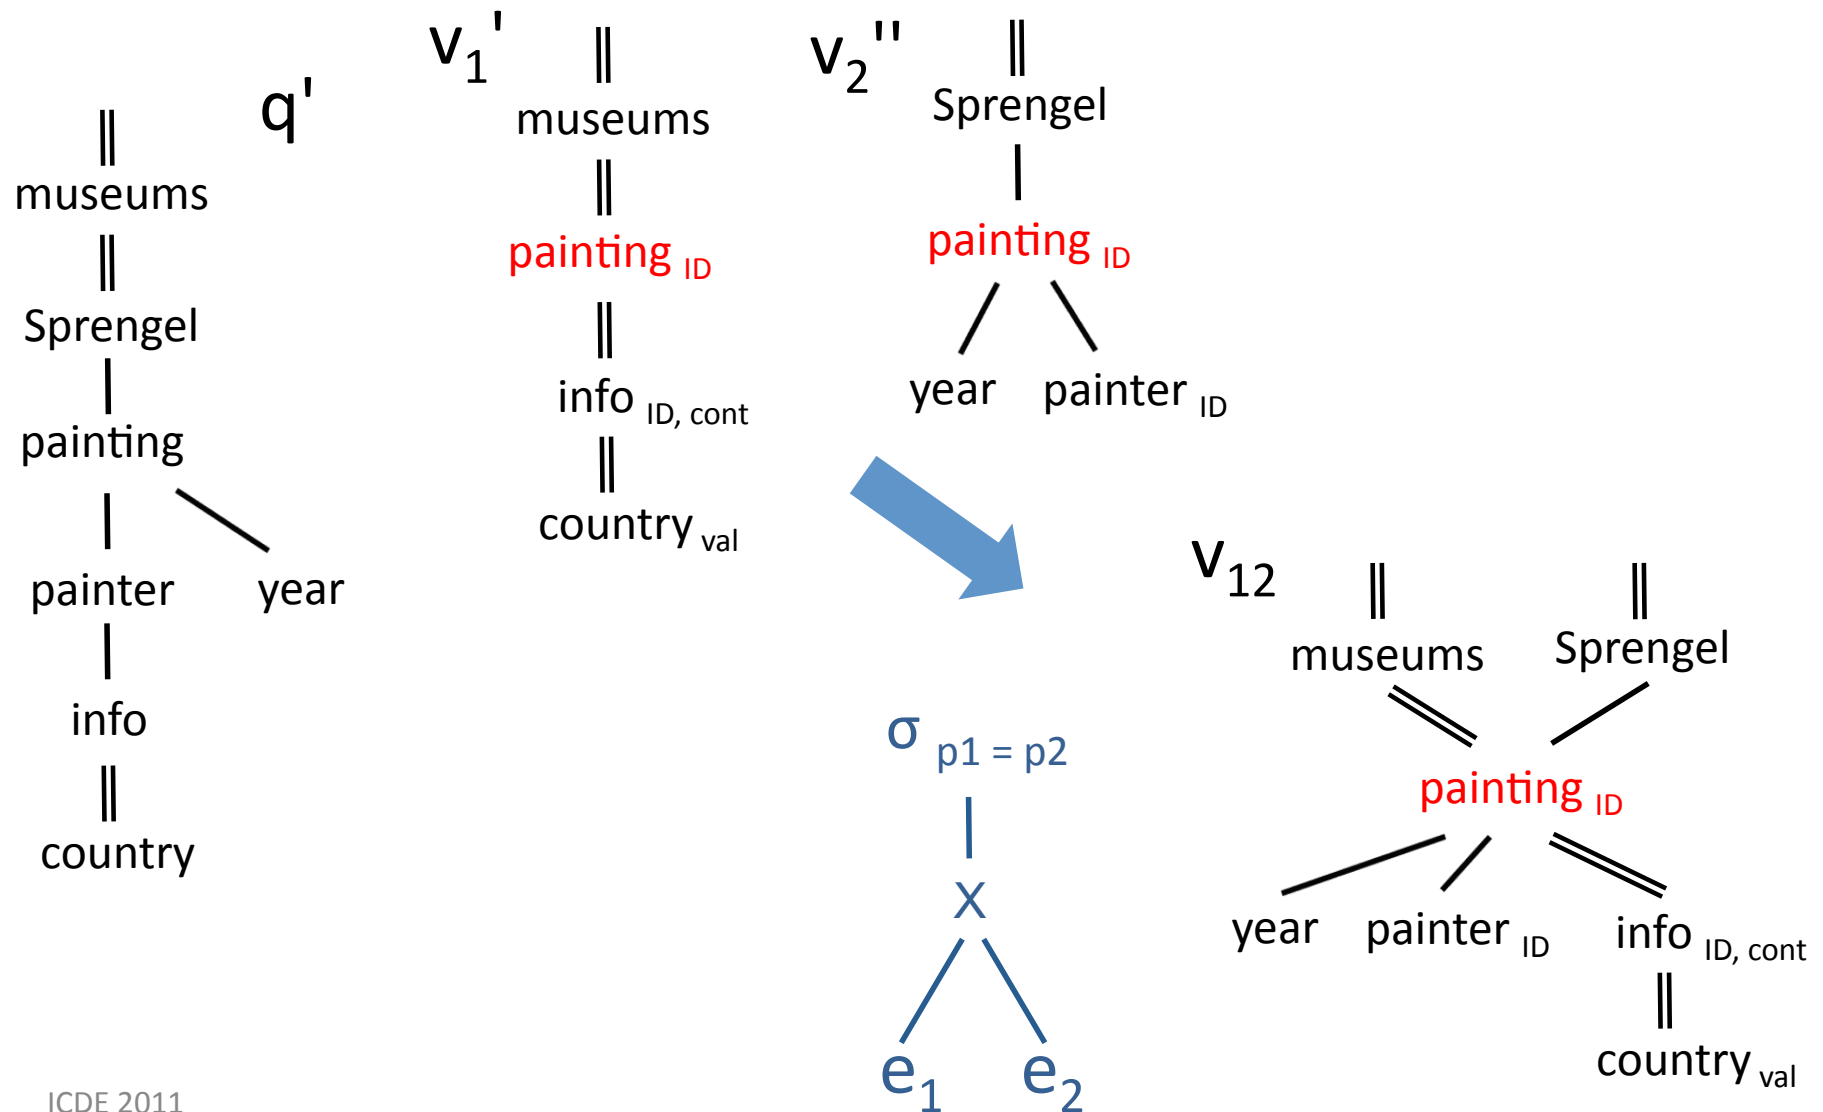 q'
museums
Sprengel
painting
painter year
info
country
v1'
museums
painting ID
info ID, cont
country val
v2''
Sprengel
painting ID
year painter ID
v12
museums Sprengel
painting ID
year painter ID info ID, cont
country val
σ p1 = p2
X
e1 e2
ICDE 2011